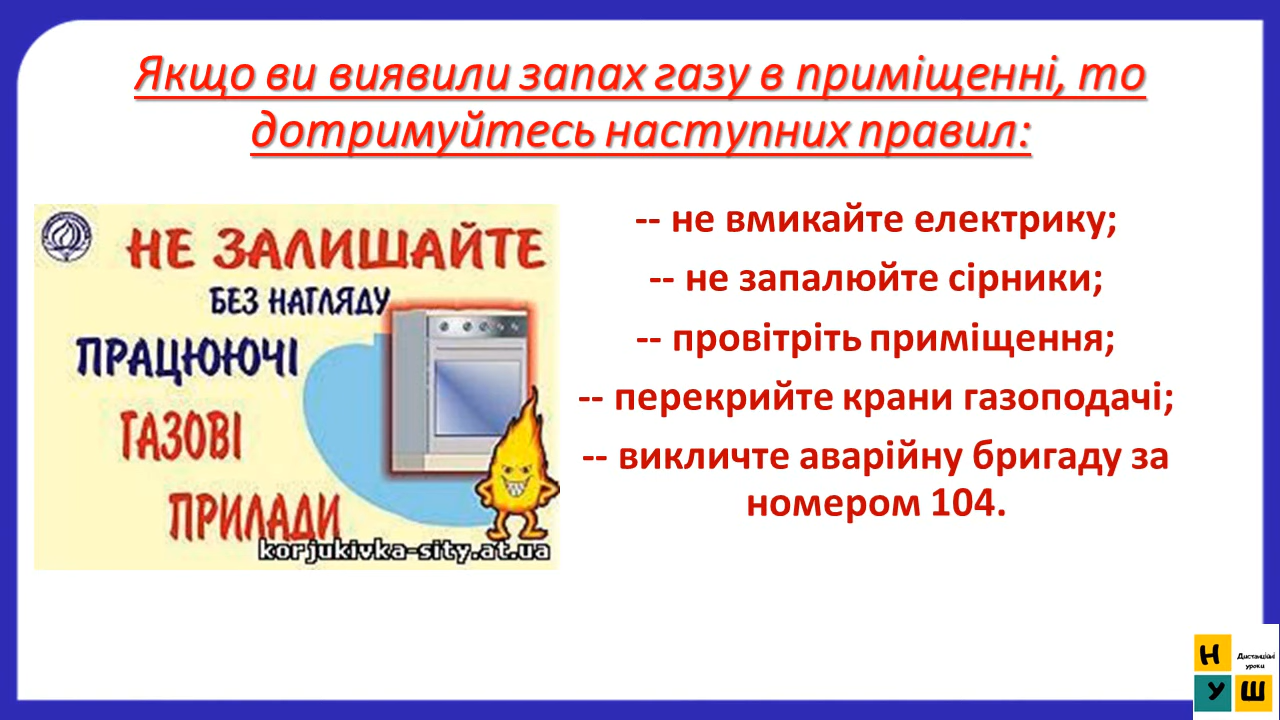 Якщо ви виявили запах газу в приміщенні, то
дотримуйтесь наступних правил:
НЕ ЗАЛИШАЙТЕ
БЕЗ НАГЛЯДУ
ПРАЦЮЮЧІ
ГАЗОВІ
ПРИЛАДИ
korjukivka-sity.at.ua
-- не вмикайте електрику;
-- не запалюйте сірники;
-- провітріть приміщення;
-- перекрийте крани газоподачі;
-- викличте аварійну бригаду за
номером 104.
Н
Дистанційні
уроки
У Ш